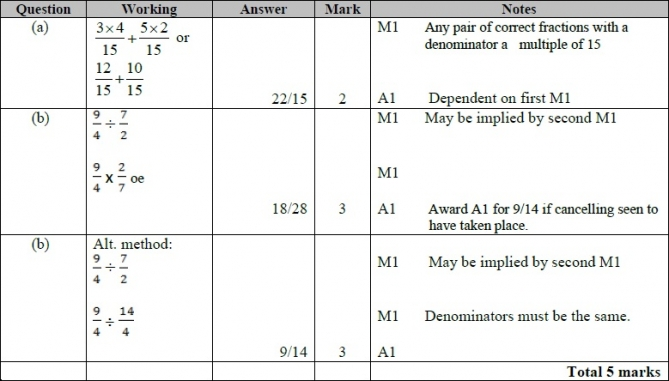 Question Working Answer Mark Notes
(a) 3×4/15 + 5×2/15 or M1 Any pair of correct fractions with a
denominator a multiple of 15
12/15 + 10/15
22/15 2 A1 Dependent on first M1
(b) 9/4 ÷ 7/2 M1 May be implied by second M1
9/4 x 2/7 oe M1
18/28 3 A1 Award A1 for 9/14 if cancelling seen to
have taken place.
(b) Alt. method:
9/4 ÷ 7/2 M1 May be implied by second M1
9/4 ÷ 14/4 M1 Denominators must be the same.
9/14 3 A1
Total 5 marks